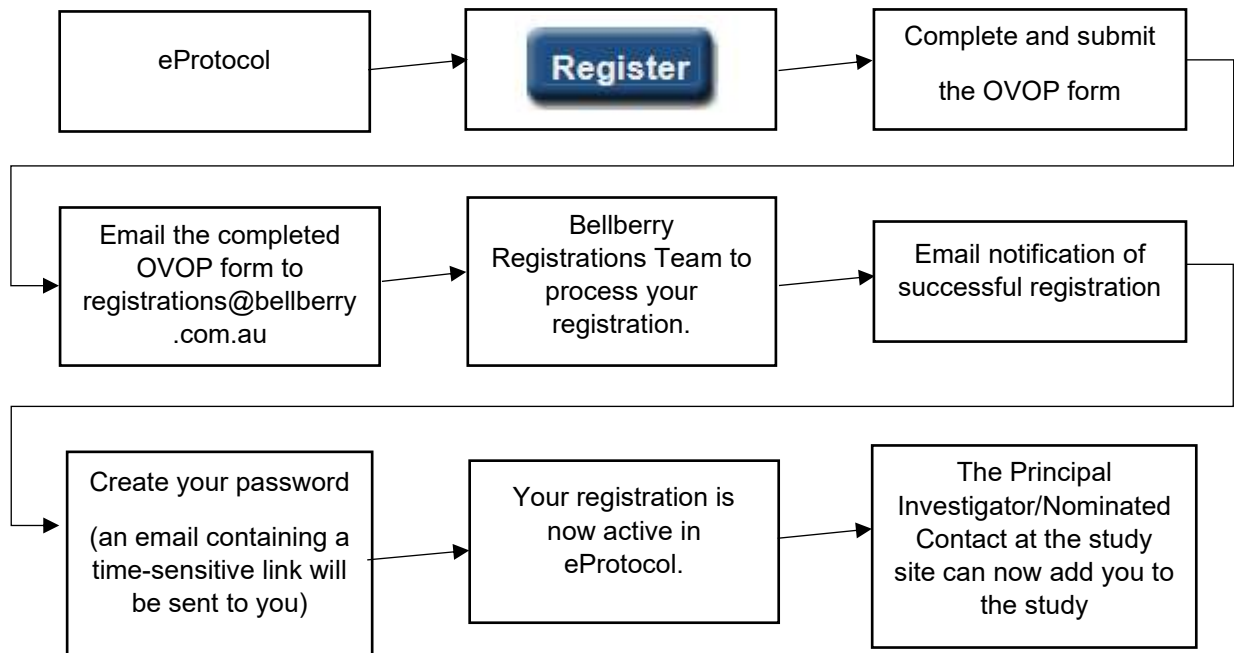 eProtocol
Register
Complete and submit
the OVOP form
Email the completed
OVOP form to
registrations@bellberry
.com.au
Bellberry
Registrations Team to
process your
registration.
Email notification of
successful registration
Create your password
(an email containing a
time-sensitive link will
be sent to you)
Your registration is
now active in
eProtocol.
The Principal
Investigator/Nominated
Contact at the study
site can now add you to
the study